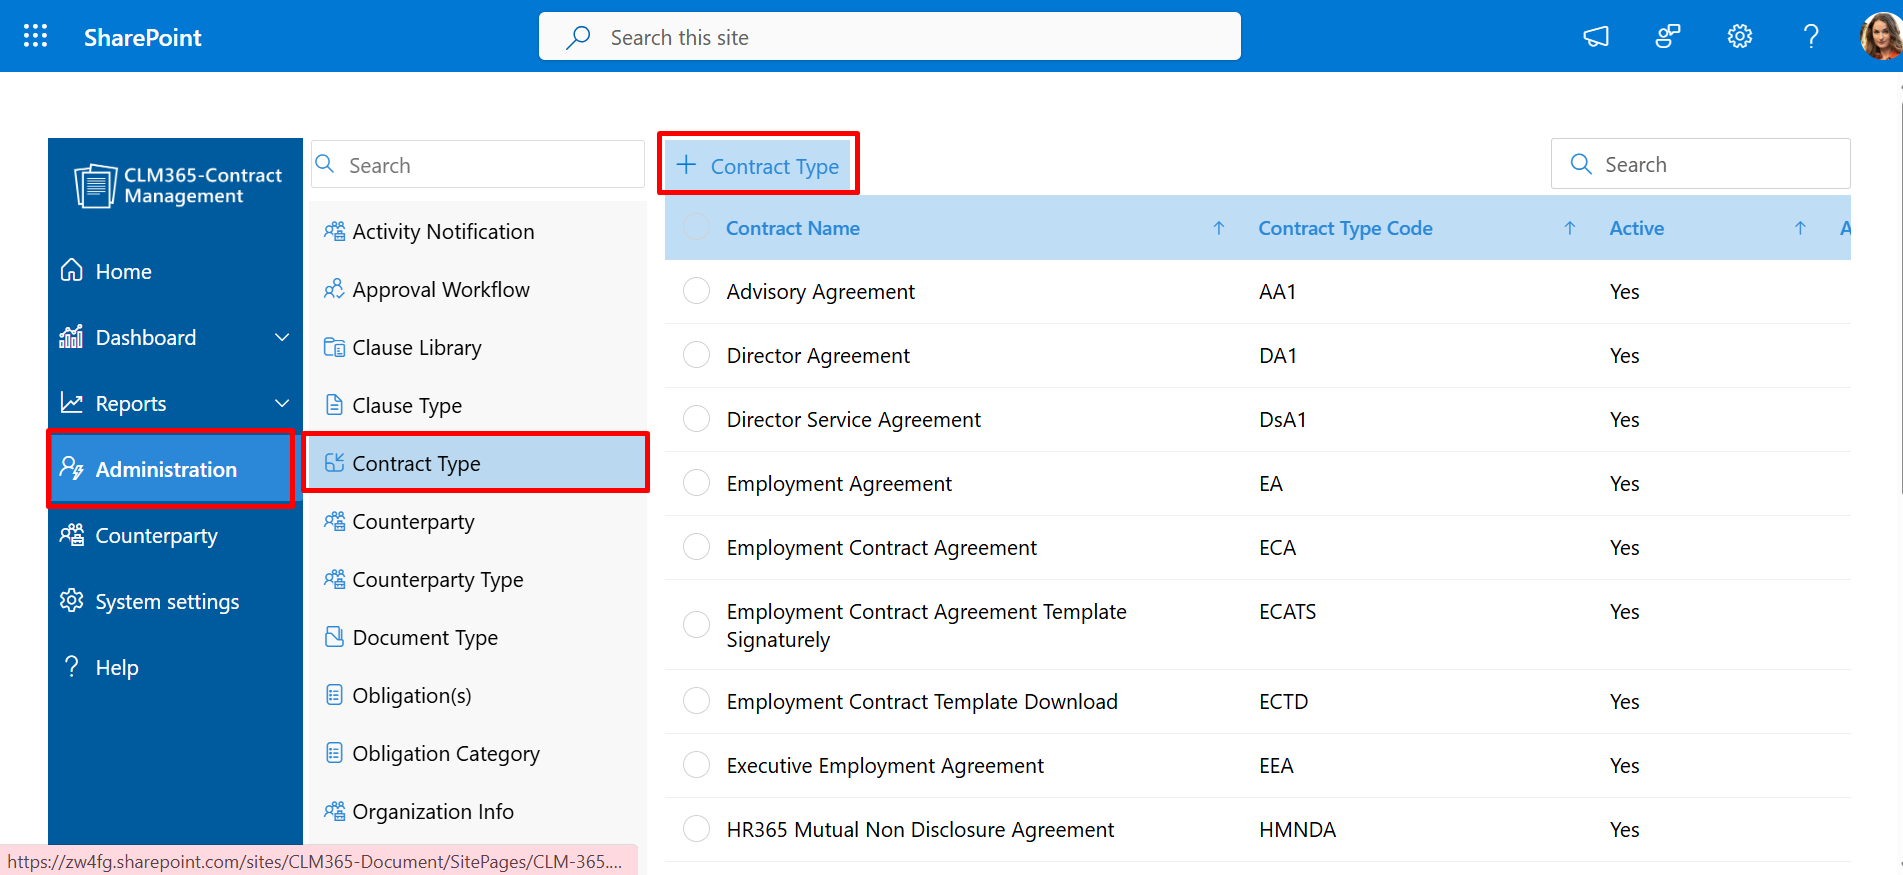 SharePoint
Search this site
CLM365-Contract
Management
Home
Dashboard
Reports
Administration
Counterparty
System settings
Help
Search
Activity Notification
Approval Workflow
Clause Library
Clause Type
Contract Type
Counterparty
Counterparty Type
Document Type
Obligation(s)
Obligation Category
Organization Info
+ Contract Type
Search
Contract Name ↑ Contract Type Code ↑ Active ↑ A
Advisory Agreement AA1 Yes
Director Agreement DA1 Yes
Director Service Agreement DsA1 Yes
Employment Agreement EA Yes
Employment Contract Agreement ECA Yes
Employment Contract Agreement Template ECATS Yes
Signaturely
Employment Contract Template Download ECTD Yes
Executive Employment Agreement EEA Yes
HR365 Mutual Non Disclosure Agreement HMNDA Yes
https://zw4fg.sharepoint.com/sites/CLM365-Document/SitePages/CLM-365....